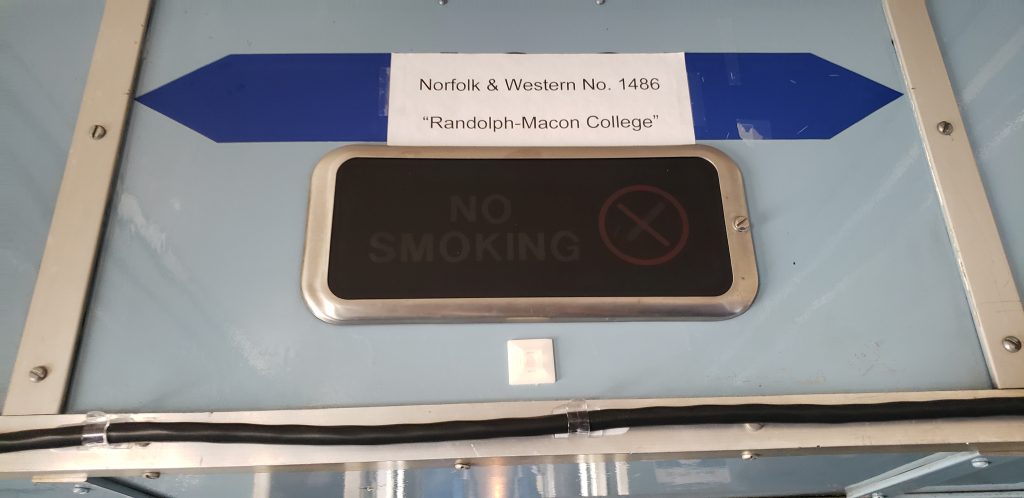 Norfolk & Western No. 1486
“Randolph-Macon College”
NO
SMOKING